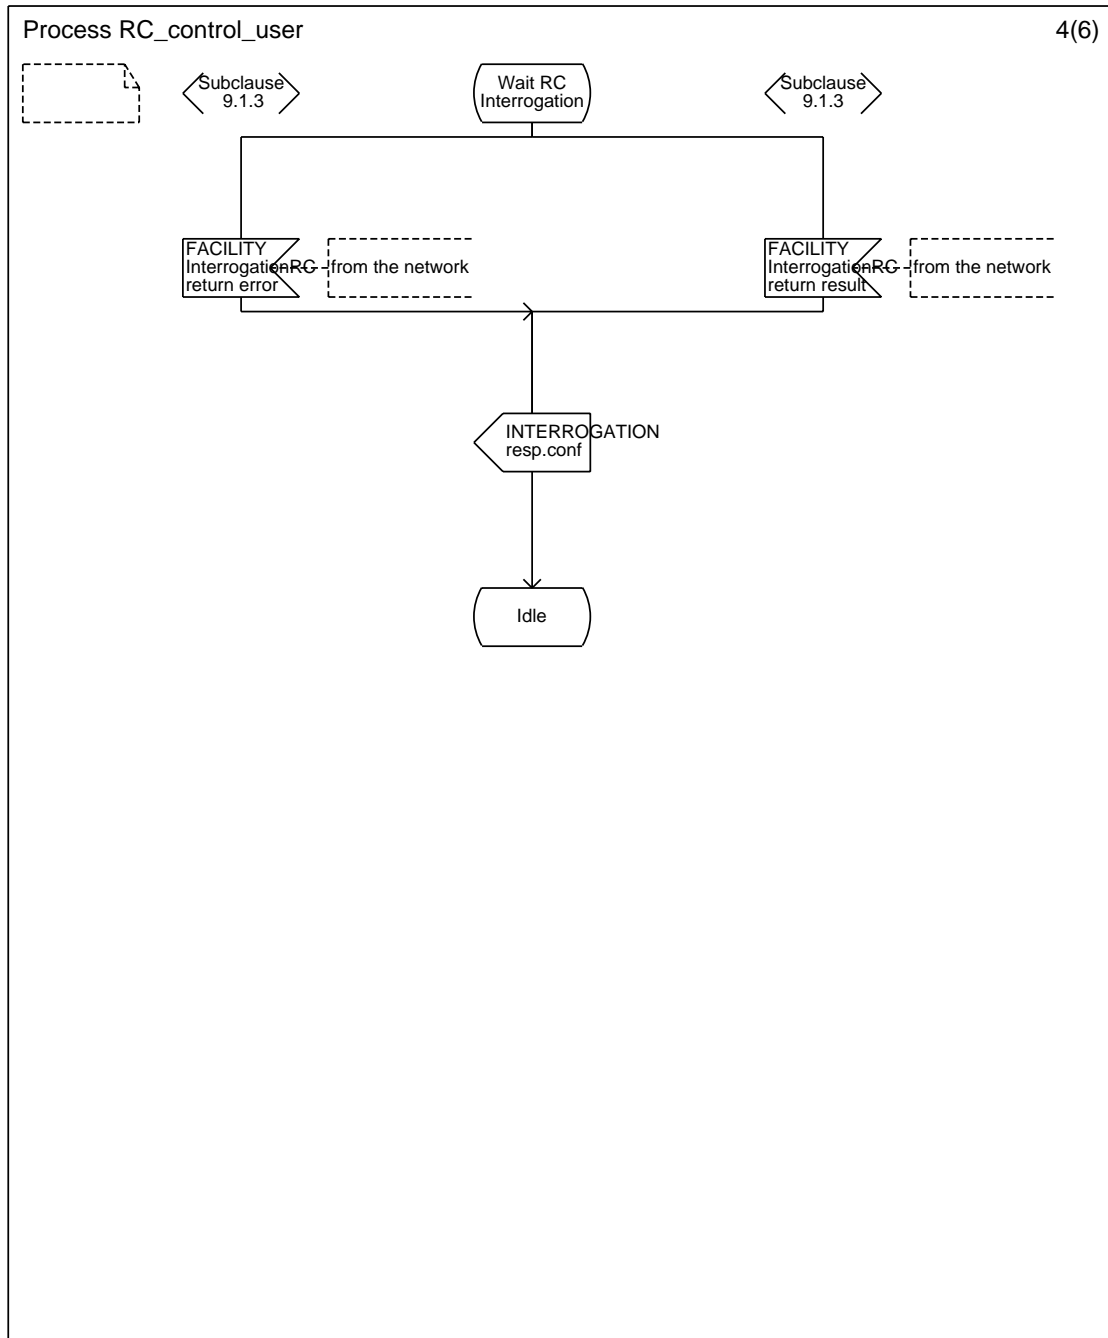 Process RC_control_user
4(6)
Subclause
9.1.3
Wait RC
Interrogation
Subclause
9.1.3
FACILITY
InterrogationRC
return error
from the network
FACILITY
InterrogationRC
return result
from the network
INTERROGATION
resp.conf
Idle